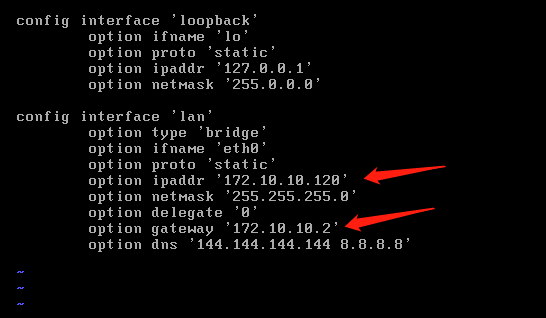 config interface 'loopback'
option ifname 'lo'
option proto 'static'
option ipaddr '127.0.0.1'
option netmask '255.0.0.0'
config interface 'lan'
option type 'bridge'
option ifname 'eth0'
option proto 'static'
option ipaddr '172.10.10.120'
option netmask '255.255.255.0'
option delegate '0'
option gateway '172.10.10.2'
option dns '144.144.144.144 8.8.8.8'
~
~
~